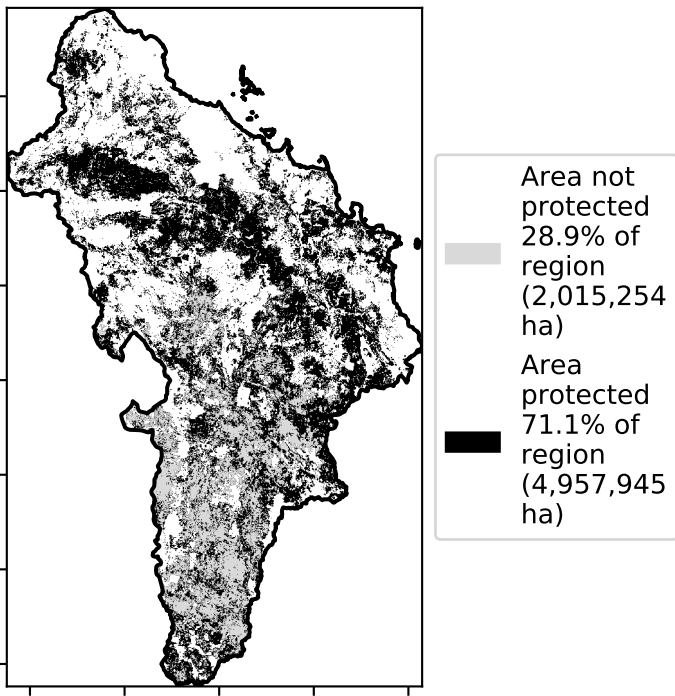 Area not
protected
28.9% of
region
(2,015,254
ha)
Area
protected
71.1% of
region
(4,957,945
ha)